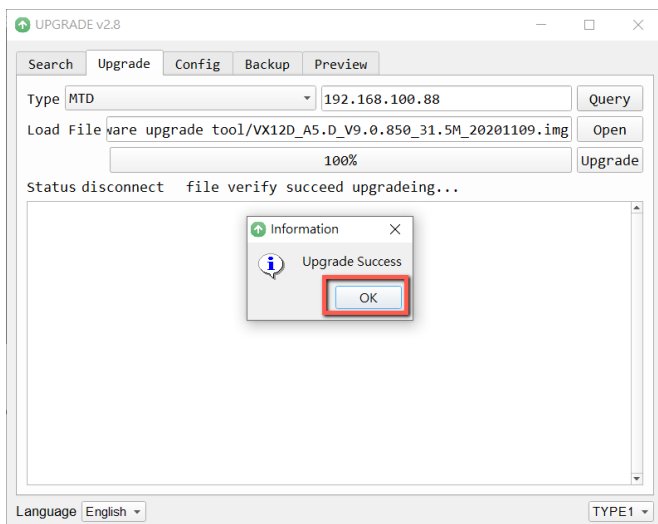 UPGRADE v2.8
Search Upgrade Config Backup Preview
Type MTD 192.168.100.88 Query
Load File ware upgrade tool/VX12D_A5.D_V9.0.850_31.5M_20201109.img Open
100% Upgrade
Status disconnect file verify succeed upgradeing...
Information
Upgrade Success
OK
Language English TYPE1